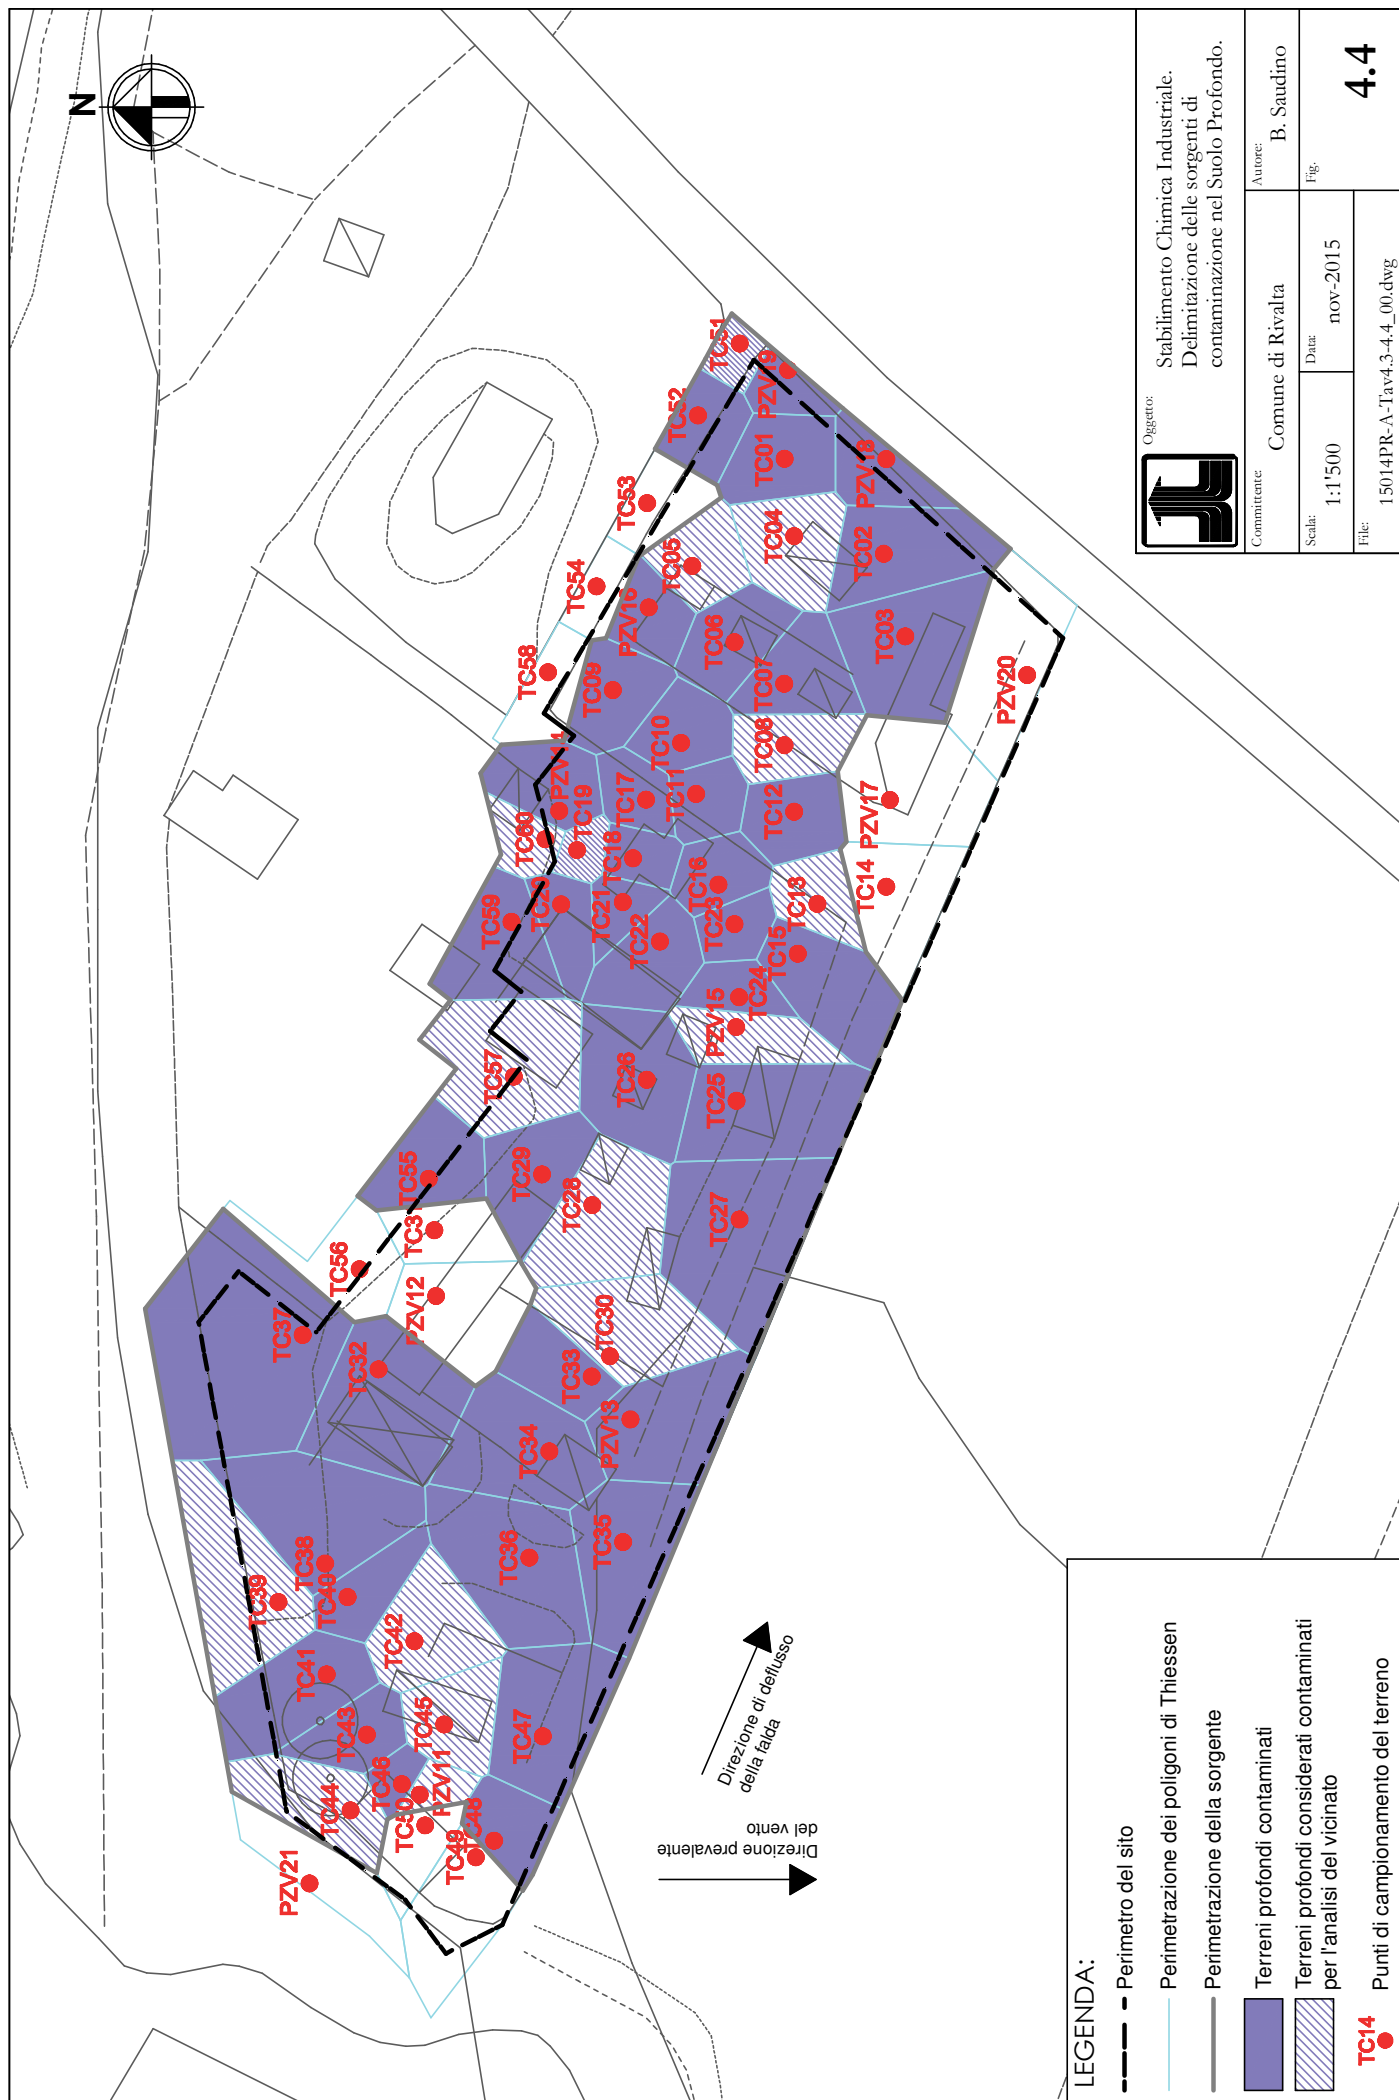 N
TC51
TC52
PZV19
TC53
TC01
PZV18
TC54
TC05
TC04
TC02
PZV16
TC58
TC06
TC03
TC09
TC07
PZV20
TC10
TC08
PZV14
TC17
TC11
TC12
PZV17
TC60
TC19
TC18
TC16
TC14
TC59
TC20
TC21
TC13
TC22
TC23
TC15
TC24
PZV15
TC57
TC26
TC25
TC55
TC29
TC28
TC27
TC3
TC56
PZV12
TC37
TC32
TC30
TC33
PZV13
TC34
TC38
TC36
TC35
TC39
TC40
TC42
TC41
TC43
TC45
TC47
TC46
TC44
PZV11
TC50
TC49
PZV21
Direzione di deflusso
della falda
Direzione prevalente
del vento
Oggetto:
Stabilimento Chimica Industriale.
Delimitazione delle sorgenti di
contaminazione nel Suolo Profondo.
Committente:
Comune di Rivalta
Autore:
B. Saudino
Scala:
1:1'500
Data:
nov-2015
Fig.
4.4
File:
15014PR-A-Tav4.3-4.4_00.dwg
LEGENDA:
Perimetro del sito
Perimetrazione dei poligoni di Thiessen
Perimetrazione della sorgente
Terreni profondi contaminati
Terreni profondi considerati contaminati
per l'analisi del vicinato
TC14
Punti di campionamento del terreno